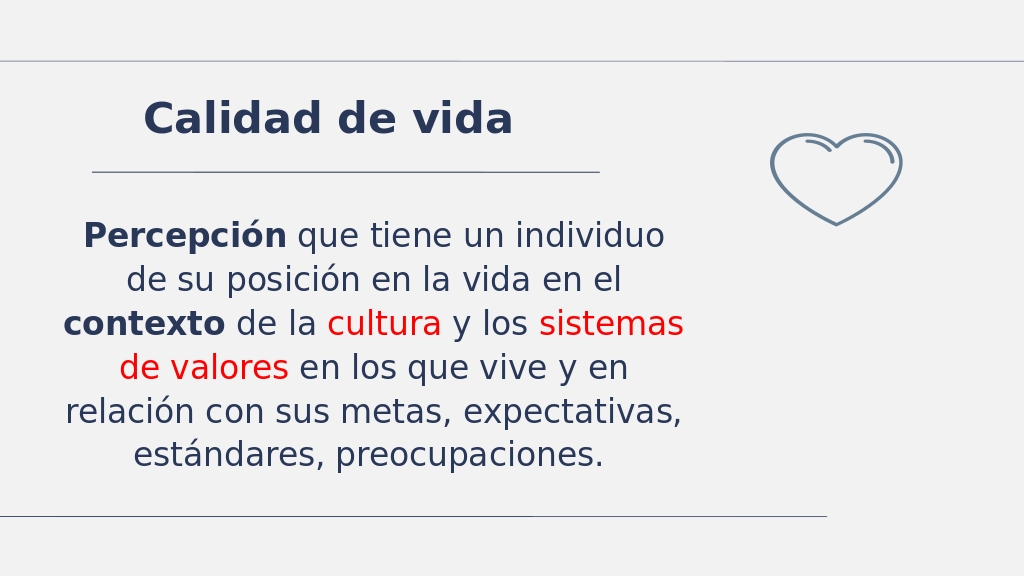 Calidad de vida
Percepción que tiene un individuo
de su posición en la vida en el
contexto de la cultura y los sistemas
de valores en los que vive y en
relación con sus metas, expectativas,
estándares, preocupaciones.